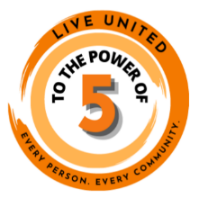 LIVE UNITED
TO THE POWER OF
5
EVERY PERSON. EVERY COMMUNITY.